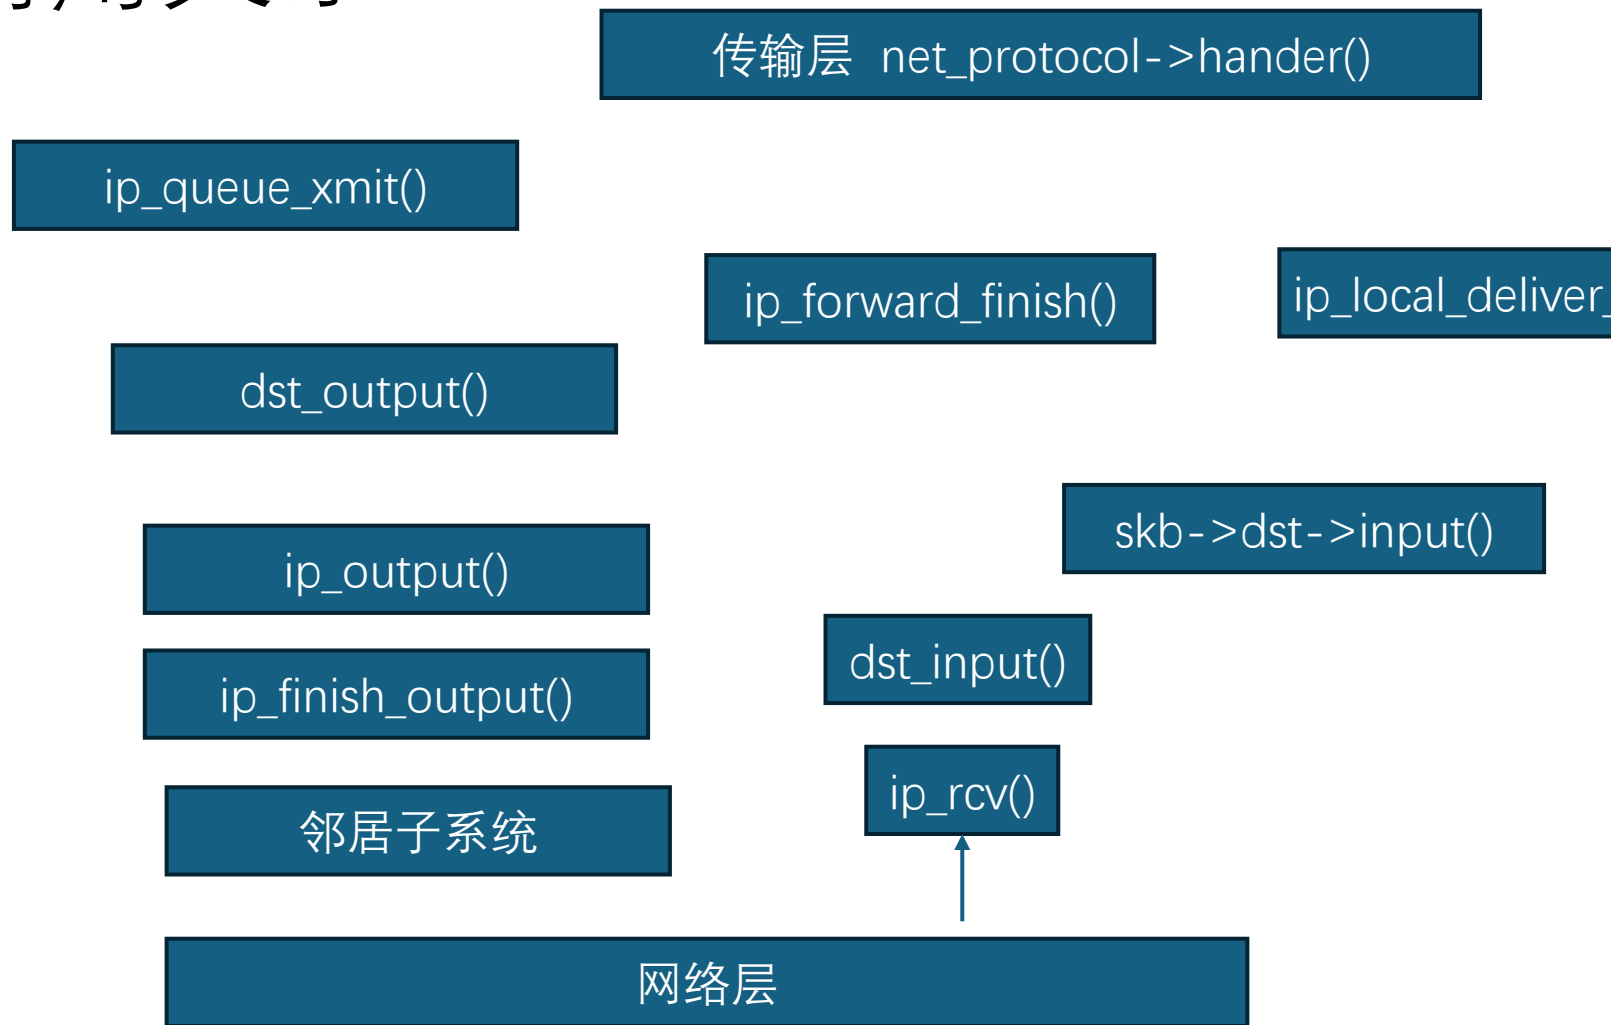 传输层 net_protocol->hander()
ip_queue_xmit()
ip_forward_finish()
ip_local_deliver_
dst_output()
skb->dst->input()
ip_output()
dst_input()
ip_finish_output()
ip_rcv()
邻居子系统
网络层